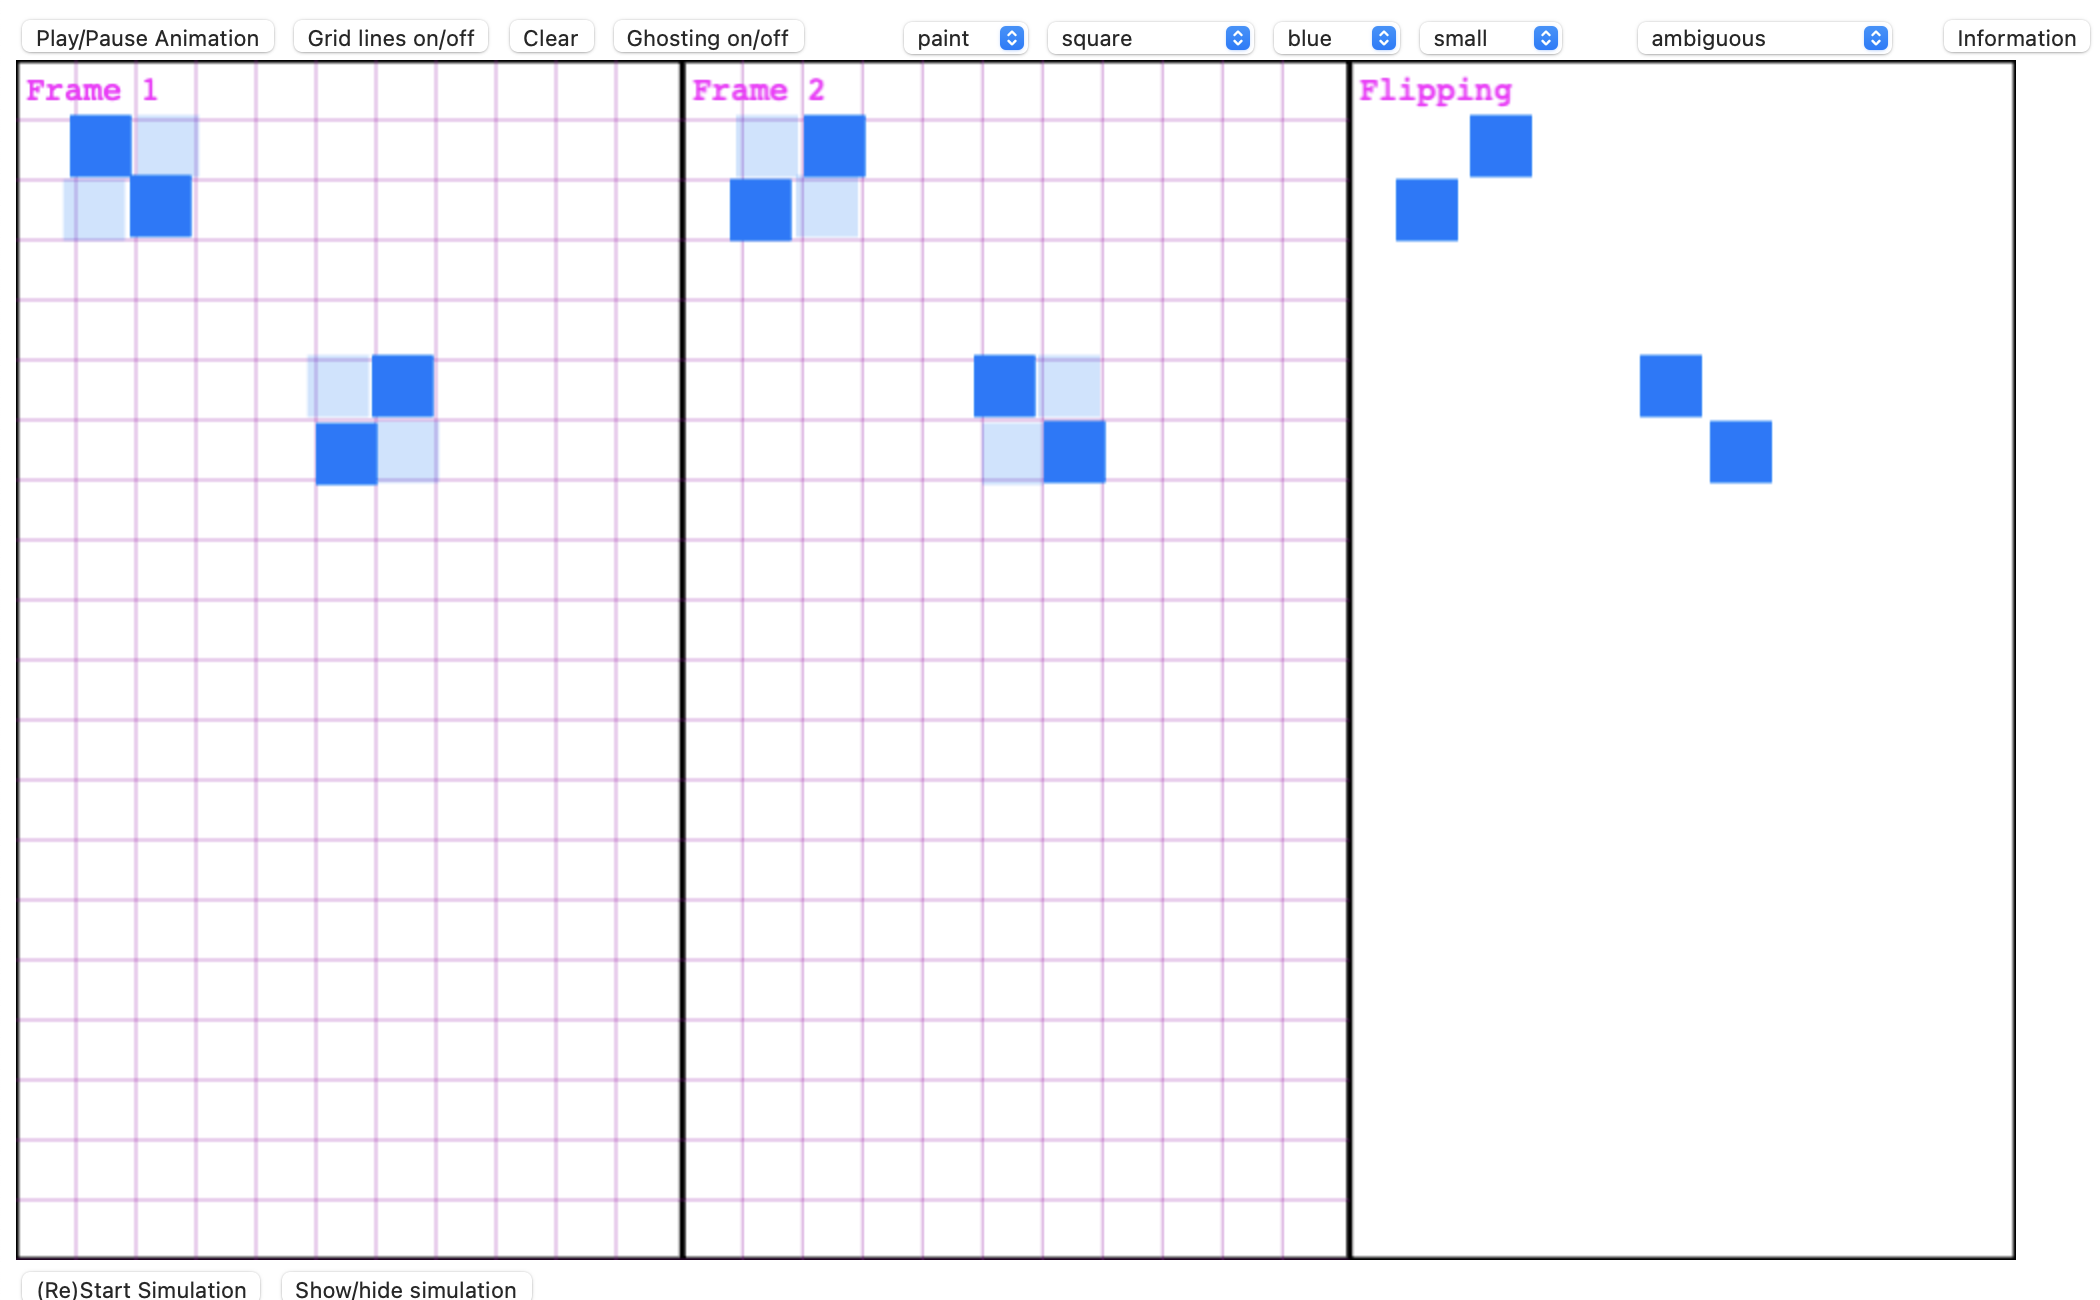 Play/Pause Animation Grid lines on/off Clear Ghosting on/off paint square blue small ambiguous Information
Frame 1 Frame 2 Flipping
(Re)Start Simulation Show/hide simulation